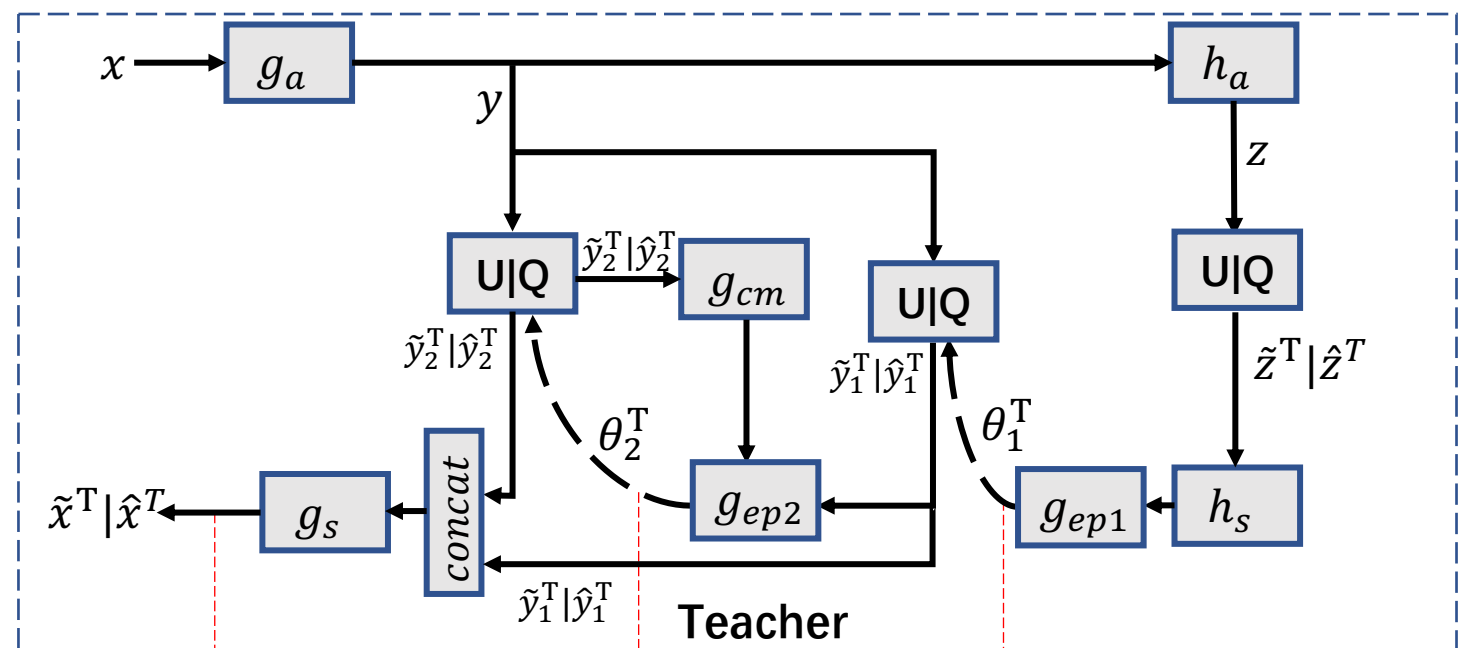 x
g_a
h_a
y
z
U|Q
ỹ₂ᵀ|ŷ₂ᵀ
g_cm
U|Q
U|Q
ỹ₂ᵀ|ŷ₂ᵀ
ỹ₁ᵀ|ŷ₁ᵀ
z̃ᵀ|ẑᵀ
θ₂ᵀ
θ₁ᵀ
x̃ᵀ|x̂ᵀ
g_s
concat
g_ep2
g_ep1
h_s
ỹ₁ᵀ|ŷ₁ᵀ
Teacher